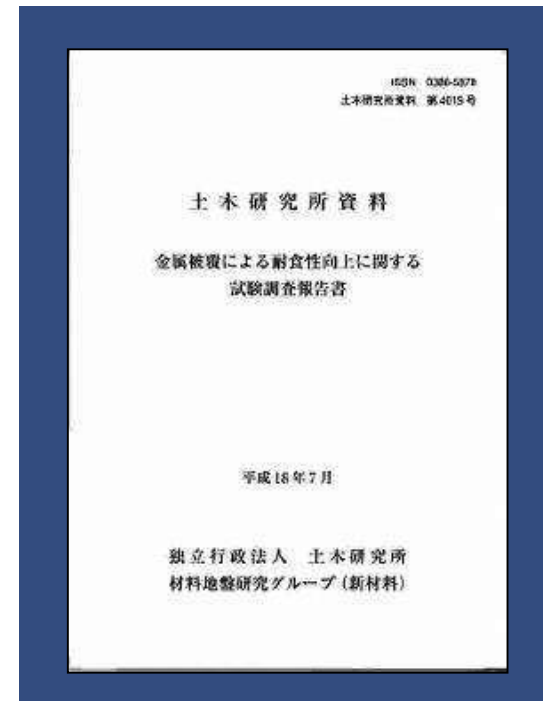 ISSN 0386-5878
土木研究所資料 第4019号
土木研究所資料
金属被覆による耐食性向上に関する
試験調査報告書
平成18年7月
独立行政法人 土木研究所
材料地盤研究グループ(新材料)